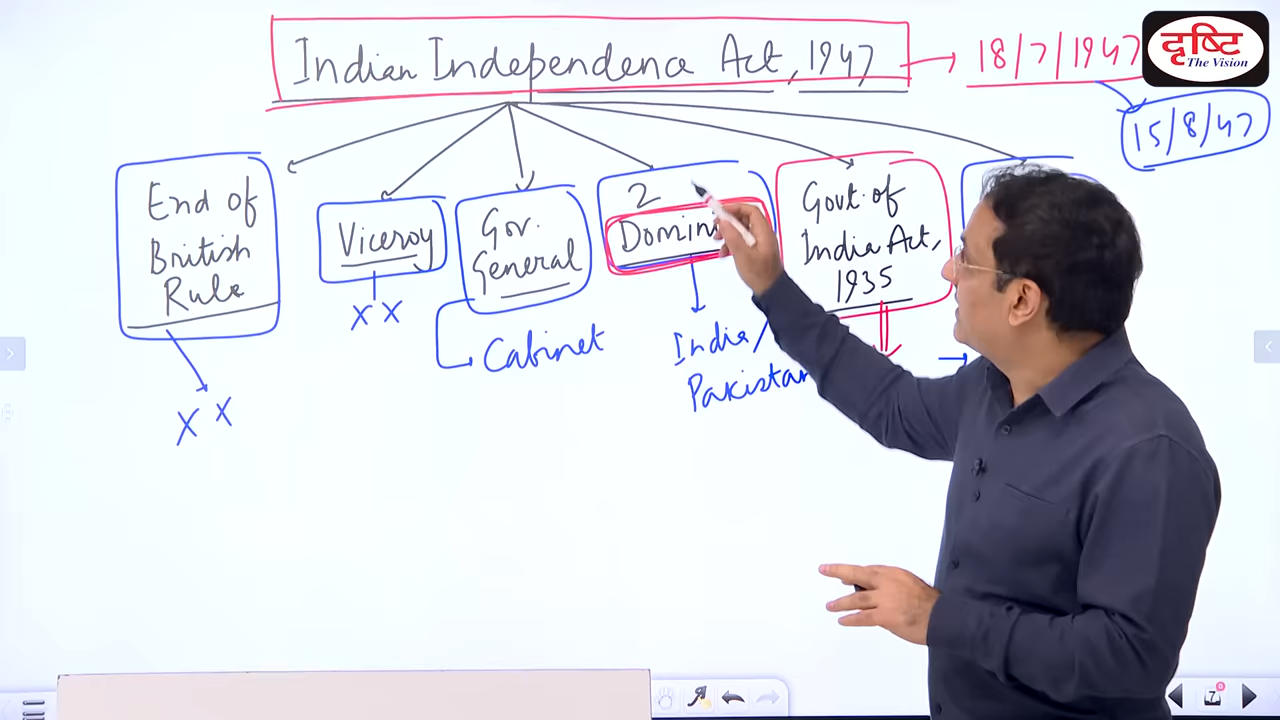 Indian Independence Act, 1947
18/7/1947
दृष्टि
The Vision
15/8/47
End of
British
Rule
X X
Viceroy
X X
Gov.
General
Cabinet
2
India/
Pakistan
Govt. of
India Act,
1935
7